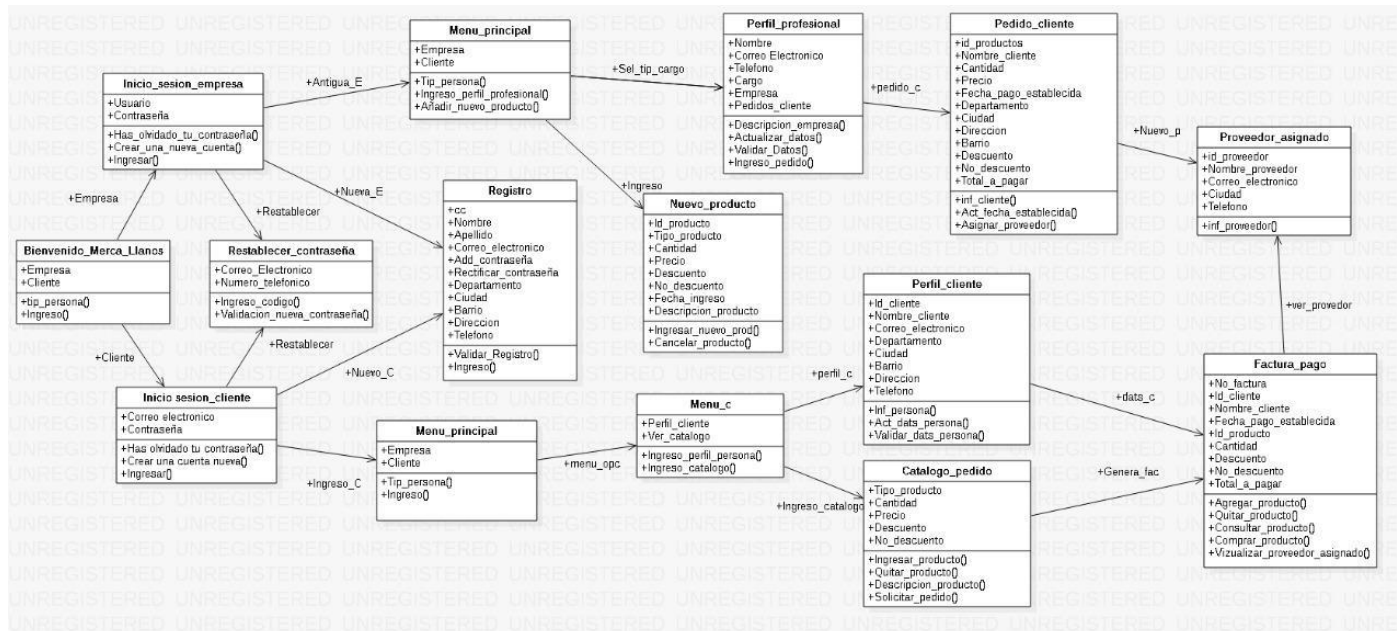 Menu_principal
+Empresa
+Cliente
+Tip_persona()
+Ingreso_perfil_profesional()
+Añadir_nuevo_producto()
Perfil_profesional
+Nombre
+Correo Electronico
+Telefono
+Cargo
+Empresa
+Pedidos_cliente
+Descripcion_empresa()
+Actualizar_datos()
+Validar_Datos()
+Ingreso_pedido()
Pedido_cliente
+id_productos
+Nombre_cliente
+Cantidad
+Precio
+Fecha_pago_establecida
+Departamento
+Ciudad
+Direccion
+Barrio
+Descuento
+No_descuento
+Total_a_pagar
+inf_cliente()
+Act_fecha_establecida()
+Asignar_proveedor()
Inicio_sesion_empresa
+Usuario
+Contraseña
+Has_olvidado_tu_contraseña()
+Crear_una_nueva_cuenta()
+Ingresar()
+Antigua_E
+Sel_tip_cargo
+pedido_c
+Nuevo_p
Proveedor_asignado
+id_proveedor
+Nombre_proveedor
+Correo_electronico
+Ciudad
+Telefono
+inf_proveedor()
+Empresa
+Restablecer
+Nueva_E
+Ingreso
Registro
+cc
+Nombre
+Apellido
+Correo_electronico
+Add_contraseña
+Rectificar_contraseña
+Departamento
+Ciudad
+Barrio
+Direccion
+Telefono
+Validar_Registro()
+Ingreso()
Nuevo_producto
+Id_producto
+Tipo_producto
+Cantidad
+Precio
+Descuento
+No_descuento
+Fecha_ingreso
+Descripcion_producto
+Ingresar_nuevo_prod()
+Cancelar_producto()
Bienvenido_Merca_Llanos
+Empresa
+Cliente
+tip_persona()
+Ingreso()
Restablecer_contraseña
+Correo_Electronico
+Numero_telefonico
+Ingreso_codigo()
+Validacion_nueva_contraseña()
Perfil_cliente
+Id_cliente
+Nombre_cliente
+Correo_electronico
+Departamento
+Ciudad
+Barrio
+Direccion
+Telefono
+Inf_persona()
+Act_dats_persona()
+Validar_dats_persona()
+ver_provedor
+Cliente
+Restablecer
+Nuevo_C
+perfil_c
+dats_c
Factura_pago
+No_factura
+Id_cliente
+Nombre_cliente
+Fecha_pago_establecida
+Id_producto
+Cantidad
+Descuento
+No_descuento
+Total_a_pagar
+Agregar_producto()
+Quitar_producto()
+Consultar_producto()
+Comprar_producto()
+Vizualizar_proveedor_asignado()
Inicio sesion_cliente
+Correo electronico
+Contraseña
+Has olvidado tu contraseña()
+Crear una cuenta nueva()
+Ingresar()
+Ingreso_C
Menu_principal
+Empresa
+Cliente
+Tip_persona()
+Ingreso()
+menu_opc
Menu_c
+Perfil_cliente
+Ver_catalogo
+Ingreso_perfil_persona()
+Ingreso_catalogo()
+Ingreso_catalogo
Catalogo_pedido
+Tipo_producto
+Cantidad
+Precio
+Descuento
+No_descuento
+Ingresar_producto()
+Quitar_producto()
+Descripcion_producto()
+Solicitar_pedido()
+Genera_fac